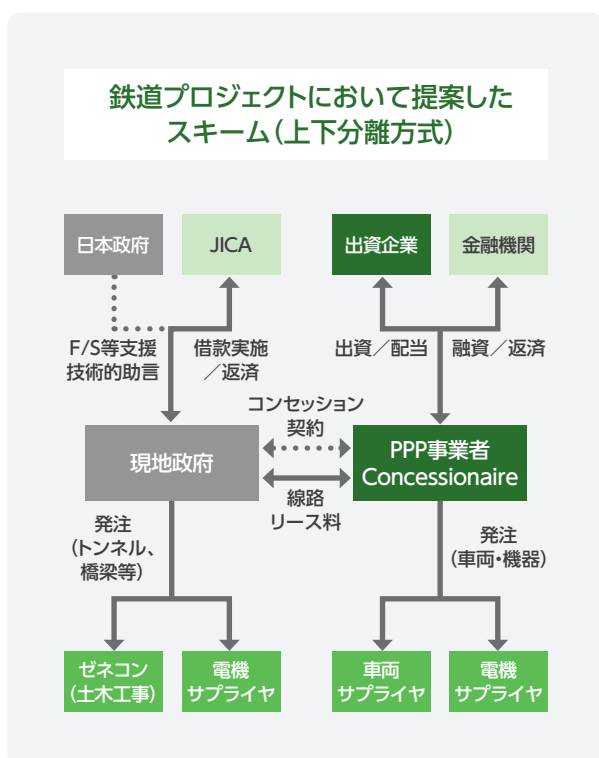 鉄道プロジェクトにおいて提案した
スキーム（上下分離方式）
日本政府
JICA
出資企業
金融機関
F/S等支援
技術的助言
借款実施
／返済
出資／配当
融資／返済
コンセッション
契約
現地政府
PPP事業者
Concessionaire
線路
リース料
発注
（トンネル、
橋梁等）
発注
（車両・機器）
ゼネコン
（土木工事）
電機
サプライヤ
車両
サプライヤ
電機
サプライヤ